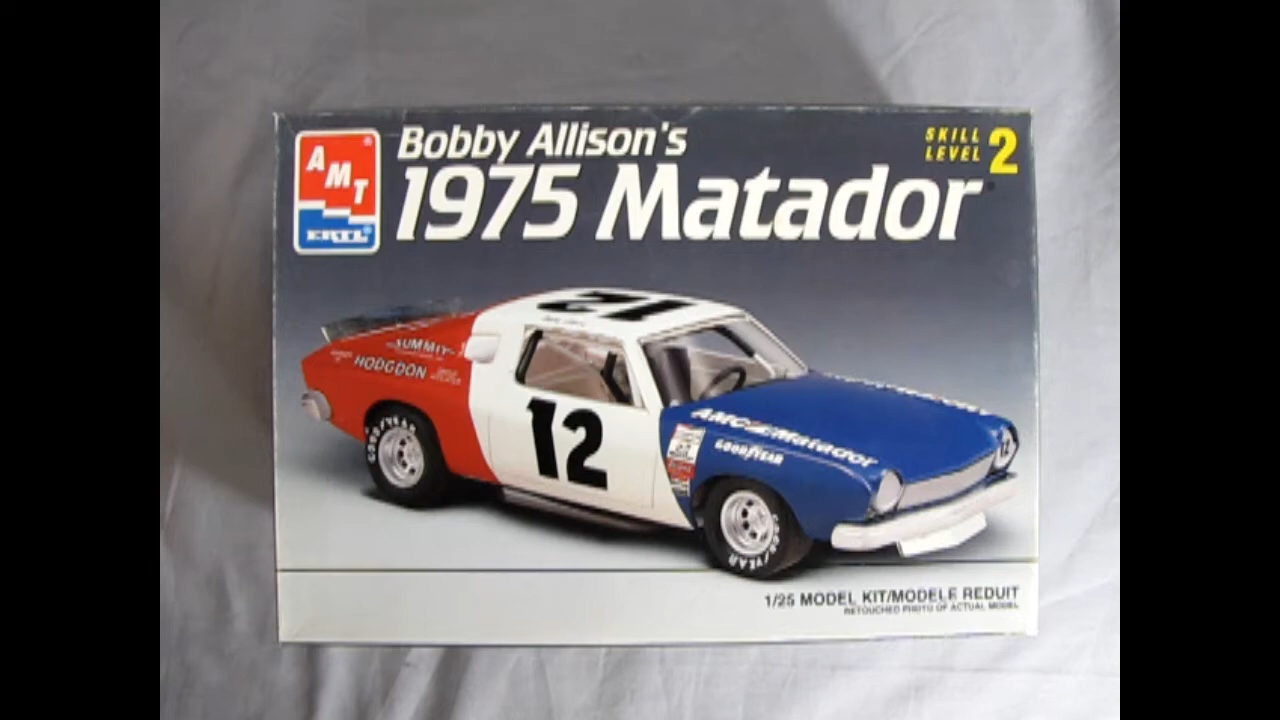 AMT
ERTL
Bobby Allison's
1975 Matador
SKILL
LEVEL 2
12
SUMMIT
HODGDON
12
AMC Matador
GOODYEAR
GOODYEAR
GOODYEAR
12
1/25 MODEL KIT/MODELE REDUIT
RETOUCHED PHOTO OF ACTUAL MODEL